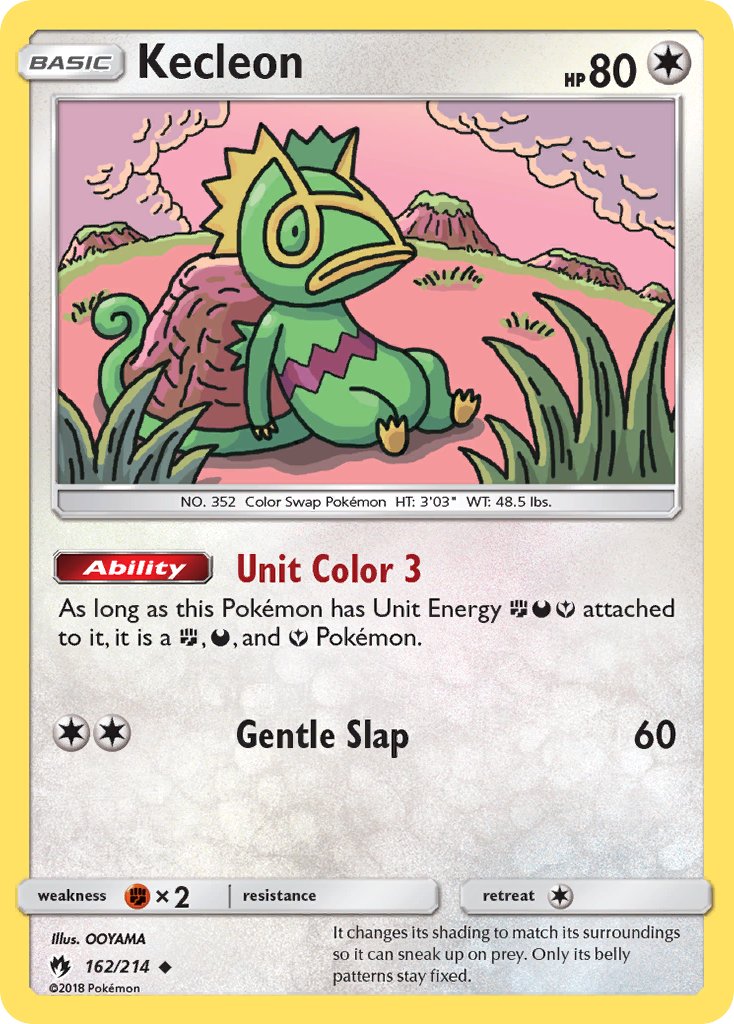 BASIC Kecleon HP 80
NO. 352 Color Swap Pokémon HT: 3'03" WT: 48.5 lbs.
Ability Unit Color 3
As long as this Pokémon has Unit Energy attached
to it, it is a , , and Pokémon.
Gentle Slap 60
weakness ×2 resistance retreat
Illus. OOYAMA
162/214
©2018 Pokémon
It changes its shading to match its surroundings
so it can sneak up on prey. Only its belly
patterns stay fixed.